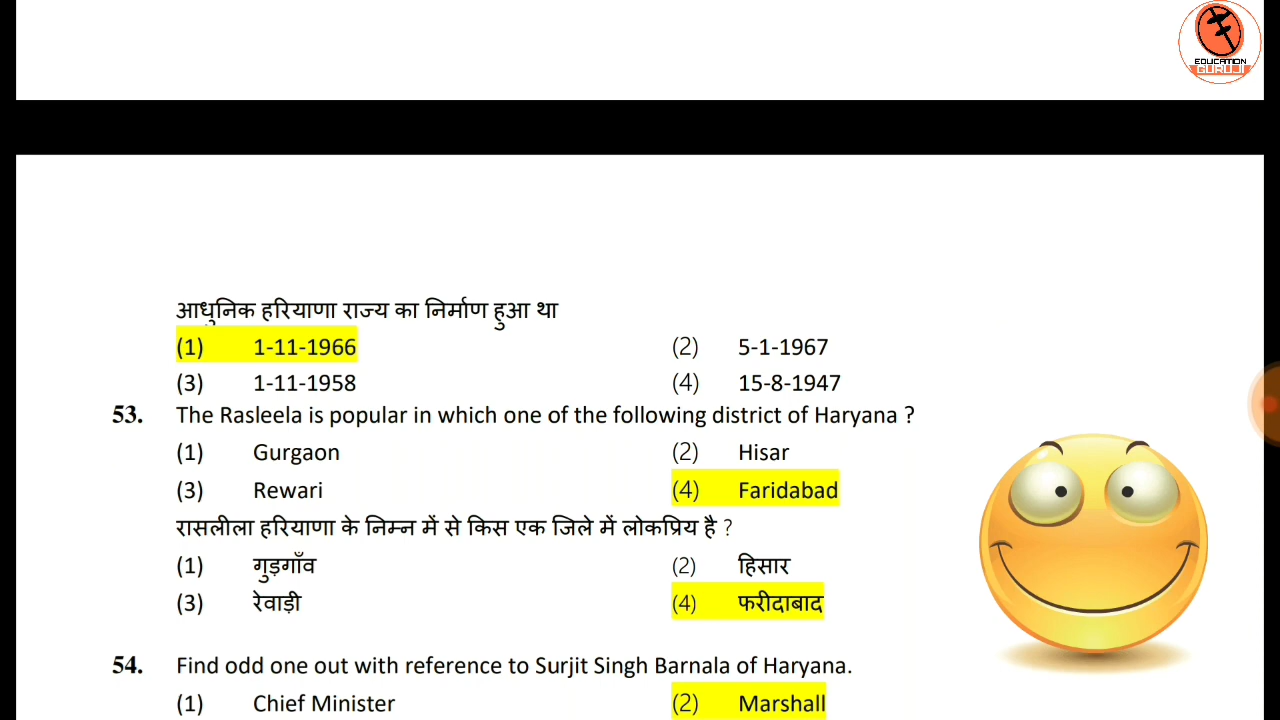 EDUCATION
GURUJI
आधुनिक हरियाणा राज्य का निर्माण हुआ था
(1) 1-11-1966 (2) 5-1-1967
(3) 1-11-1958 (4) 15-8-1947
53. The Rasleela is popular in which one of the following district of Haryana ?
(1) Gurgaon (2) Hisar
(3) Rewari (4) Faridabad
रासलीला हरियाणा के निम्न में से किस एक जिले में लोकप्रिय है ?
(1) गुड़गाँव (2) हिसार
(3) रेवाड़ी (4) फरीदाबाद
54. Find odd one out with reference to Surjit Singh Barnala of Haryana.
(1) Chief Minister (2) Marshall